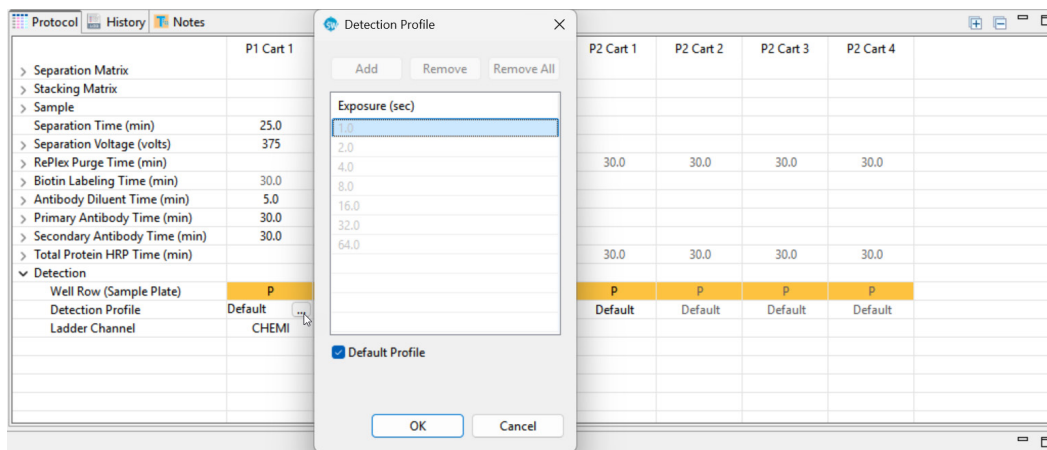 Protocol History Notes
Detection Profile
P1 Cart 1 P2 Cart 1 P2 Cart 2 P2 Cart 3 P2 Cart 4
Add Remove Remove All
Separation Matrix
Stacking Matrix
Exposure (sec)
Sample
Separation Time (min) 25.0 1.0
Separation Voltage (volts) 375 2.0
RePlex Purge Time (min) 4.0 30.0 30.0 30.0 30.0
Biotin Labeling Time (min) 30.0 8.0
Antibody Diluent Time (min) 5.0 16.0
Primary Antibody Time (min) 30.0 32.0
Secondary Antibody Time (min) 30.0 64.0
Total Protein HRP Time (min) 30.0 30.0 30.0 30.0
Detection
Well Row (Sample Plate) P P P P P
Detection Profile Default ... Default Default Default Default
Ladder Channel CHEMI
Default Profile
OK Cancel